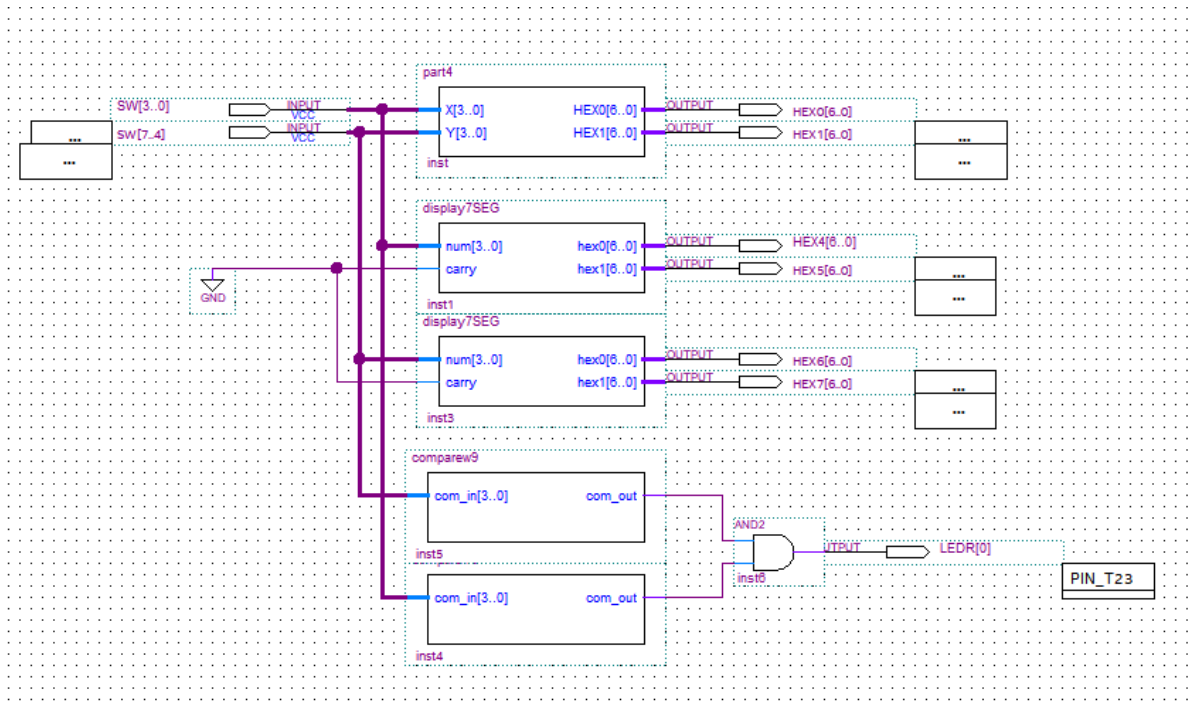 part4
SW[3..0]
INPUT
VCC
X[3..0]
HEX0[6..0]
OUTPUT
HEX0[6..0]
...
SW[7..4]
INPUT
VCC
Y[3..0]
HEX1[6..0]
OUTPUT
HEX1[6..0]
...
...
...
inst
display7SEG
num[3..0]
hex0[6..0]
OUTPUT
HEX4[6..0]
carry
hex1[6..0]
OUTPUT
HEX5[6..0]
...
...
GND
inst1
display7SEG
num[3..0]
hex0[6..0]
OUTPUT
HEX6[6..0]
carry
hex1[6..0]
OUTPUT
HEX7[6..0]
...
...
inst3
comparew9
com_in[3..0]
com_out
inst5
AND2
UTPUT
LEDR[0]
inst6
PIN_T23
com_in[3..0]
com_out
inst4